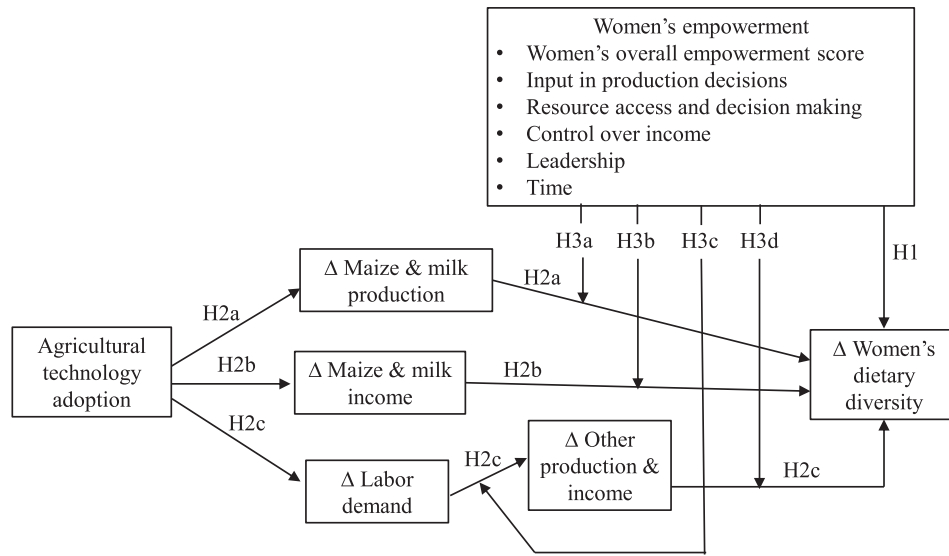 Women's empowerment
• Women's overall empowerment score
• Input in production decisions
• Resource access and decision making
• Control over income
• Leadership
• Time
H3a
H3b
H3c
H3d
H1
Δ Maize & milk
production
H2a
H2a
Agricultural
technology
adoption
H2b
Δ Maize & milk
income
H2b
Δ Women's
dietary
diversity
H2c
Δ Labor
demand
H2c
Δ Other
production &
income
H2c